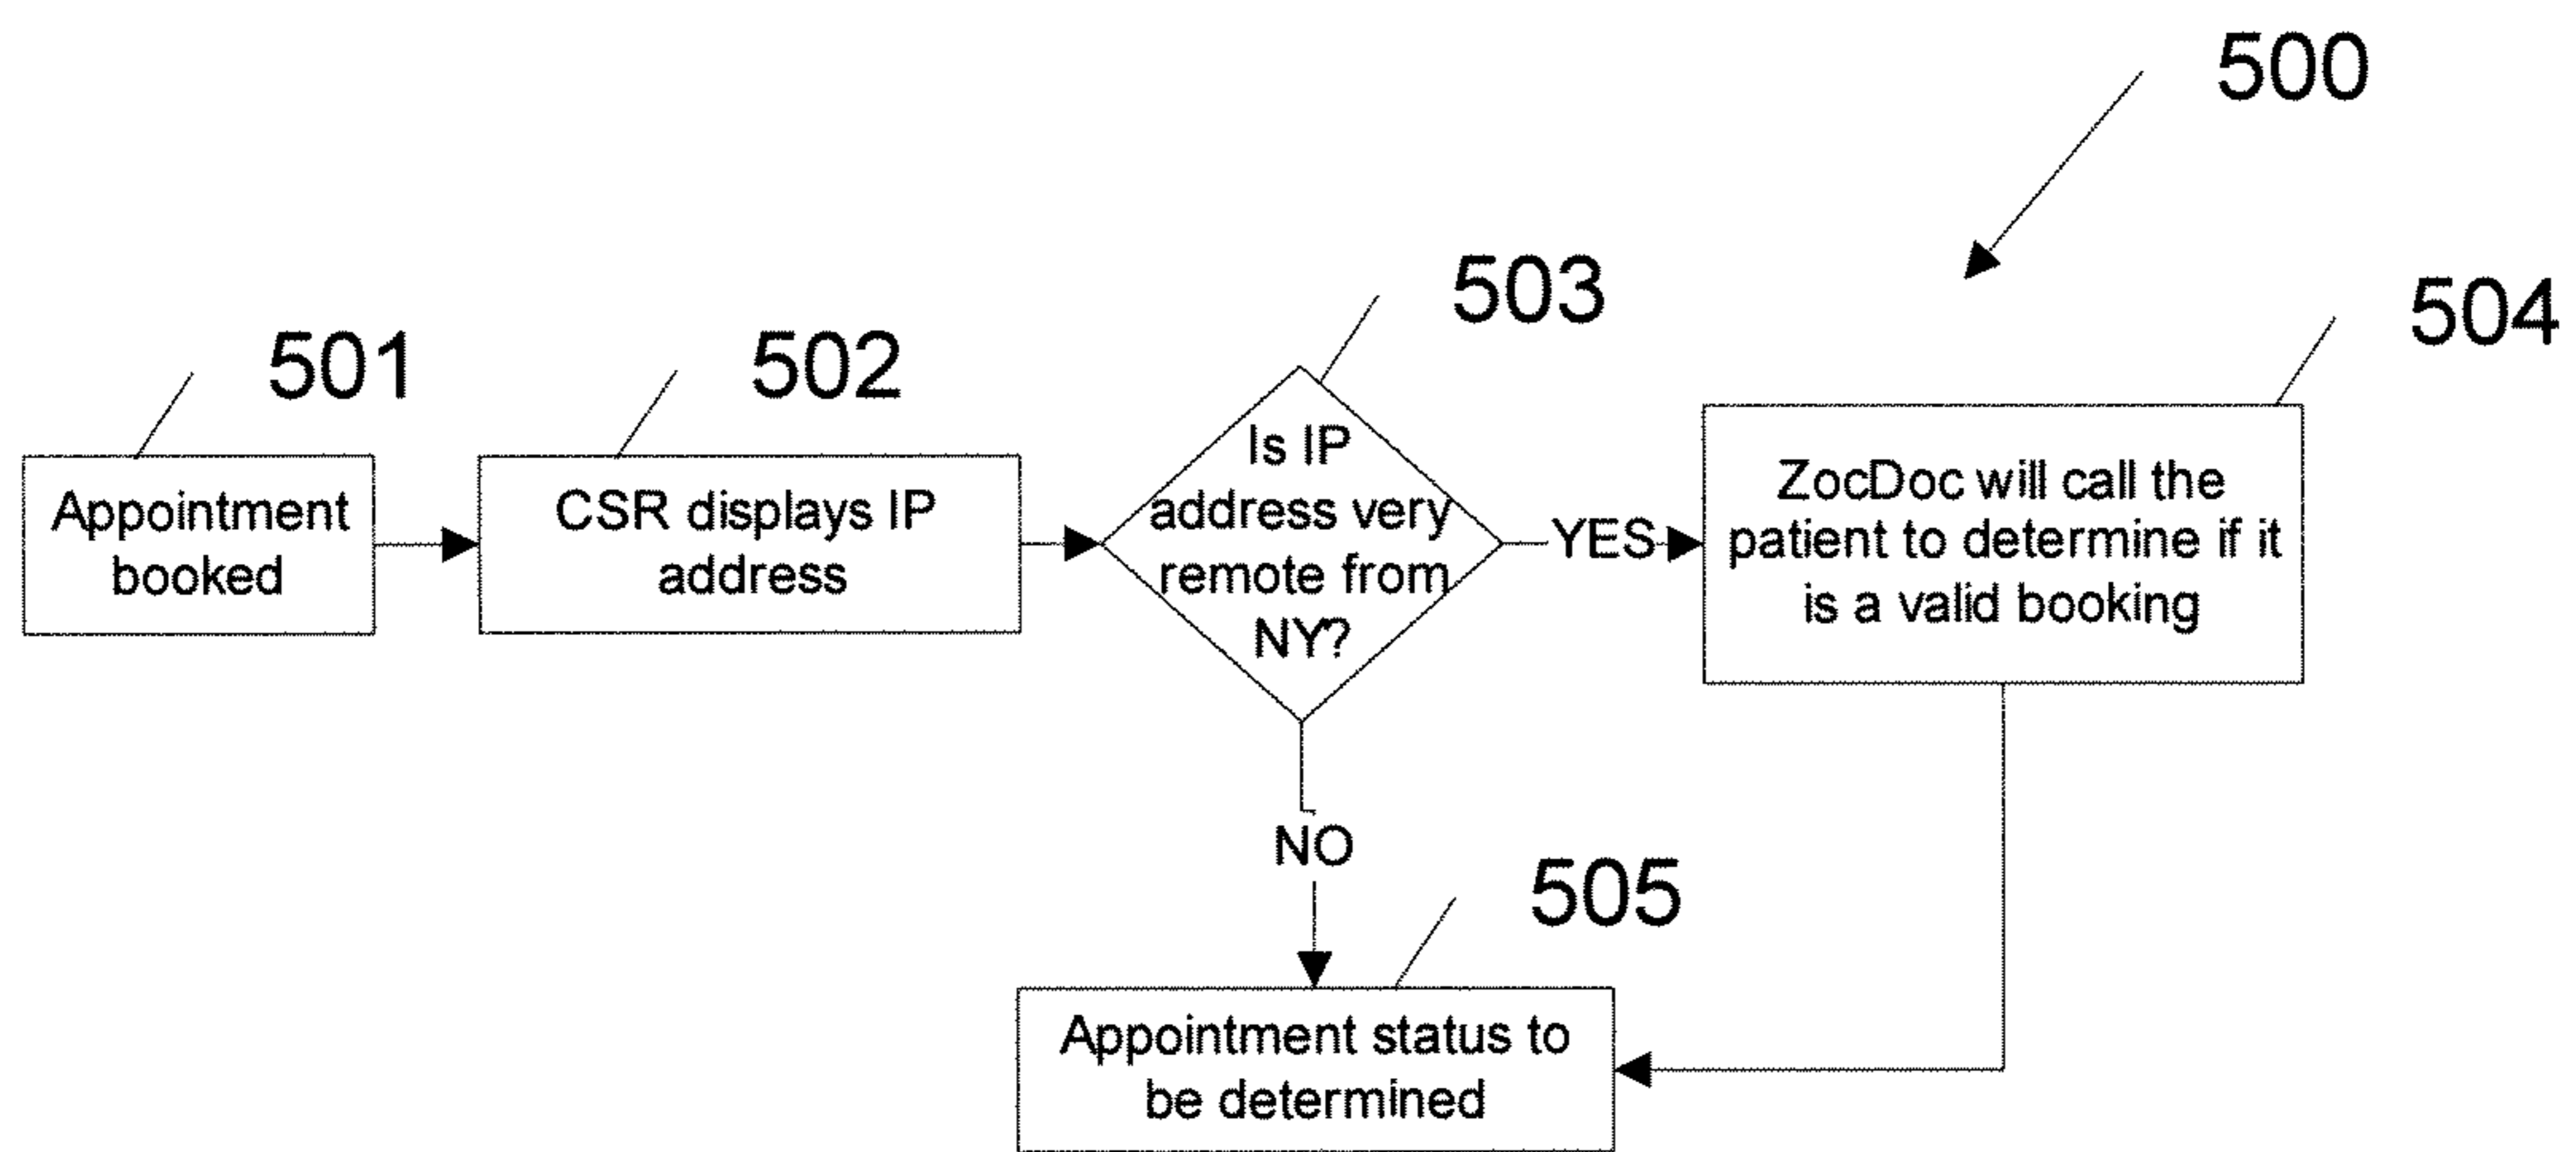 500
503
504
501
502
Appointment
booked
CSR displays IP
address
Is IP
address very
remote from
NY?
YES
ZocDoc will call the
patient to determine if it
is a valid booking
NO
505
Appointment status to
be determined